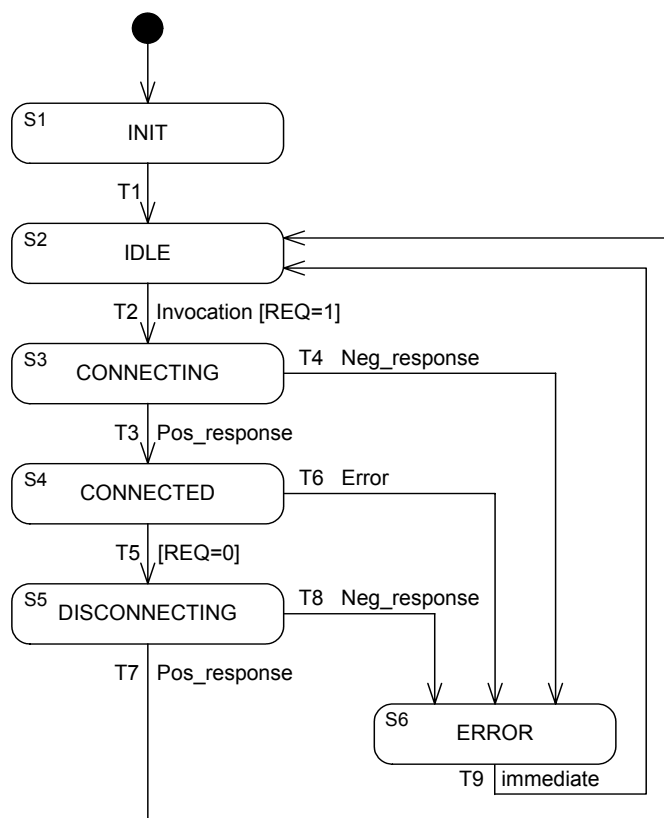 S1
INIT
T1
S2
IDLE
T2 Invocation [REQ=1]
S3
CONNECTING
T4 Neg_response
T3 Pos_response
S4
CONNECTED
T6 Error
T5 [REQ=0]
S5
DISCONNECTING
T8 Neg_response
T7 Pos_response
S6
ERROR
T9 immediate